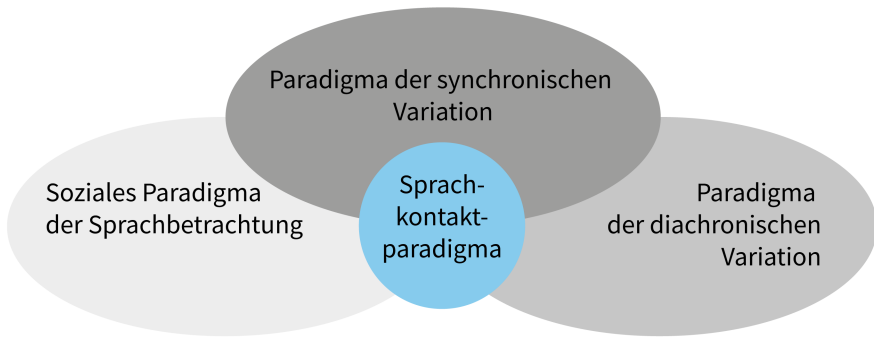 Paradigma der synchronischen
Variation
Soziales Paradigma
der Sprachbetrachtung
Sprach-
kontakt-
paradigma
Paradigma
der diachronischen
Variation